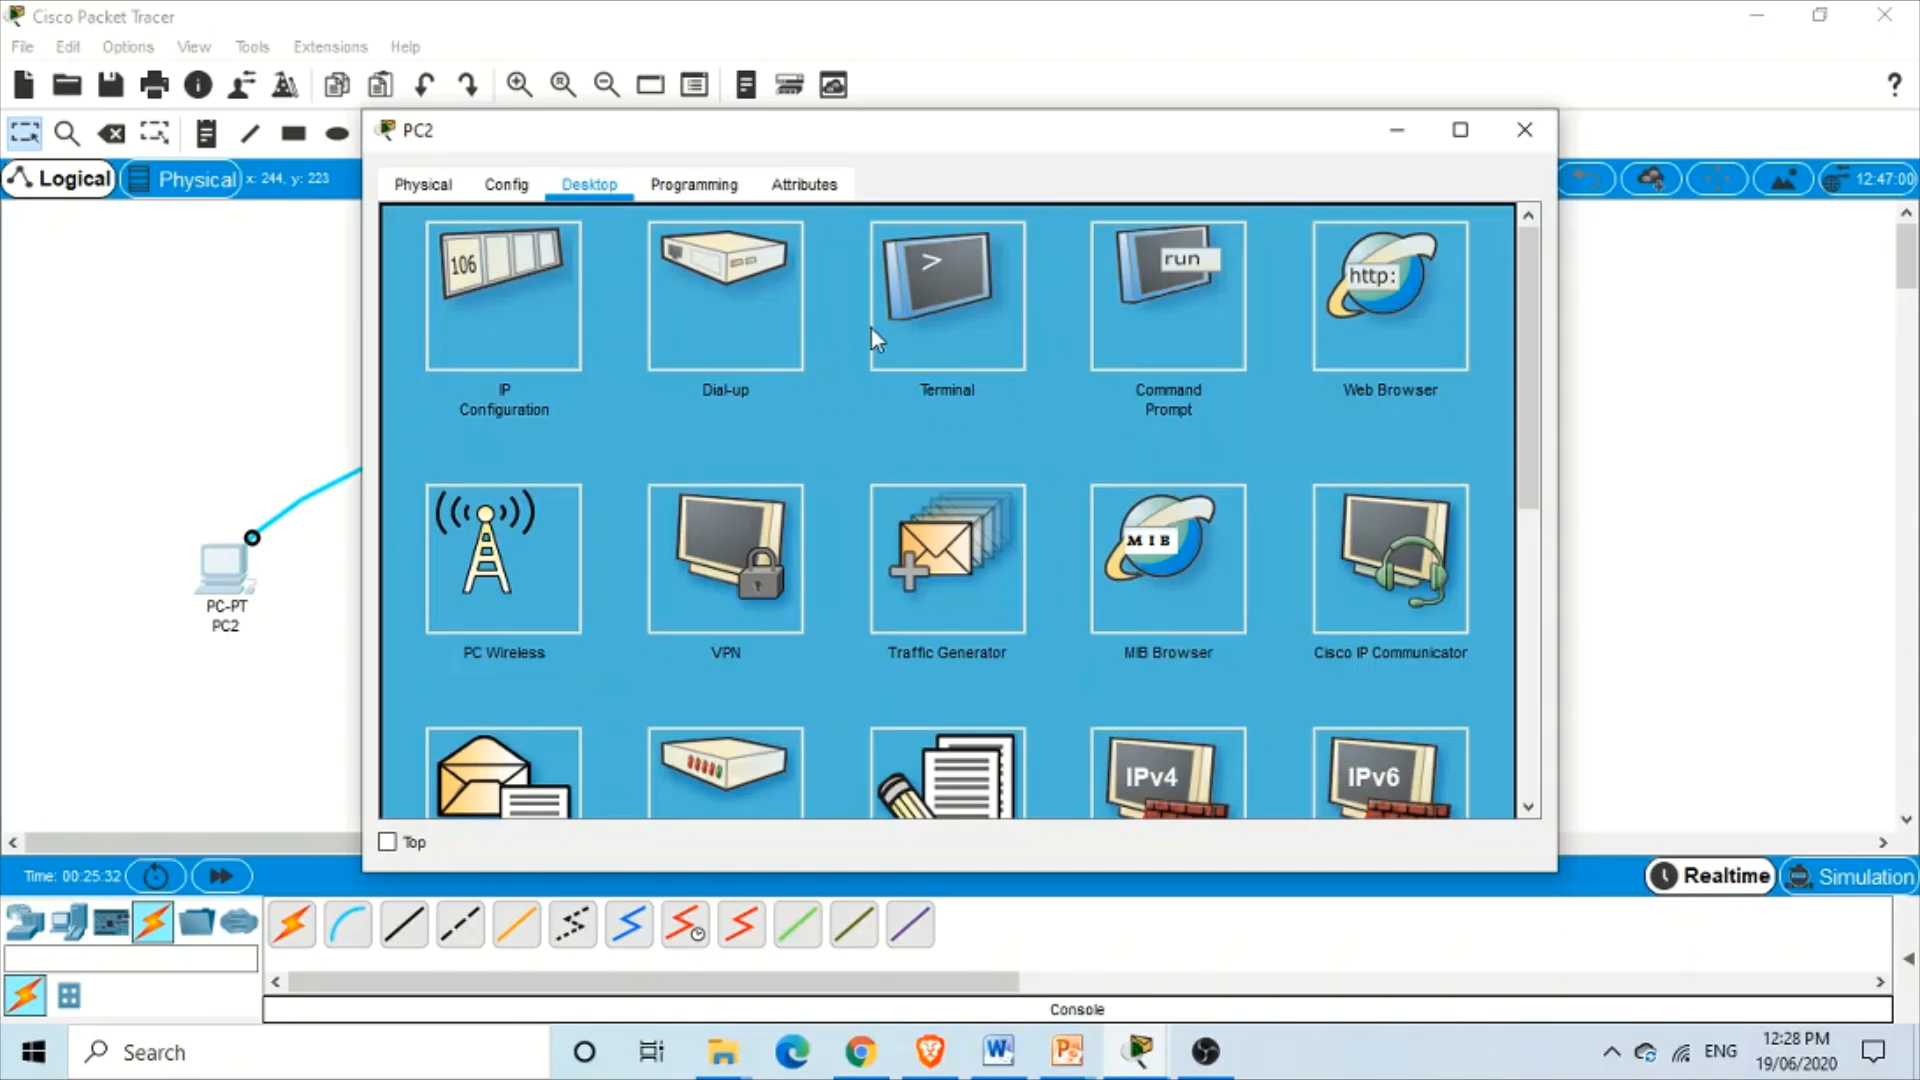 Cisco Packet Tracer
File Edit Options View Tools Extensions Help
?
PC2
Logical Physical x: 244, y: 223
12:47:00
Physical Config Desktop Programming Attributes
106
>
run
http:
IP
Configuration
Dial-up
Terminal
Command
Prompt
Web Browser
MIB
PC Wireless
VPN
Traffic Generator
MIB Browser
Cisco IP Communicator
IPv4
IPv6
PC-PT
PC2
Top
Time: 00:25:32
Realtime Simulation
Console
Search
ENG
12:28 PM
19/06/2020